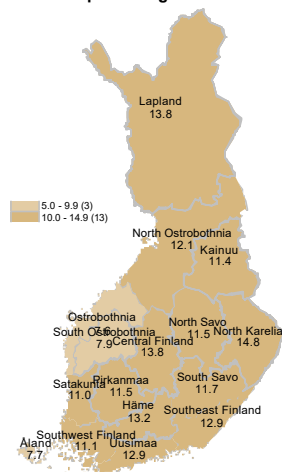 Lapland
13.8
5.0 - 9.9 (3)
10.0 - 14.9 (13)
North Ostrobothnia
12.1
Kainuu
11.4
Ostrobothnia
7.6
South Ostrobothnia
7.9
Central Finland
13.8
North Savo
11.5
North Karelia
14.8
Satakunta
11.0
Pirkanmaa
11.5
South Savo
11.7
Häme
13.2
Southeast Finland
12.9
Åland
7.7
Southwest Finland
11.1
Uusimaa
12.9